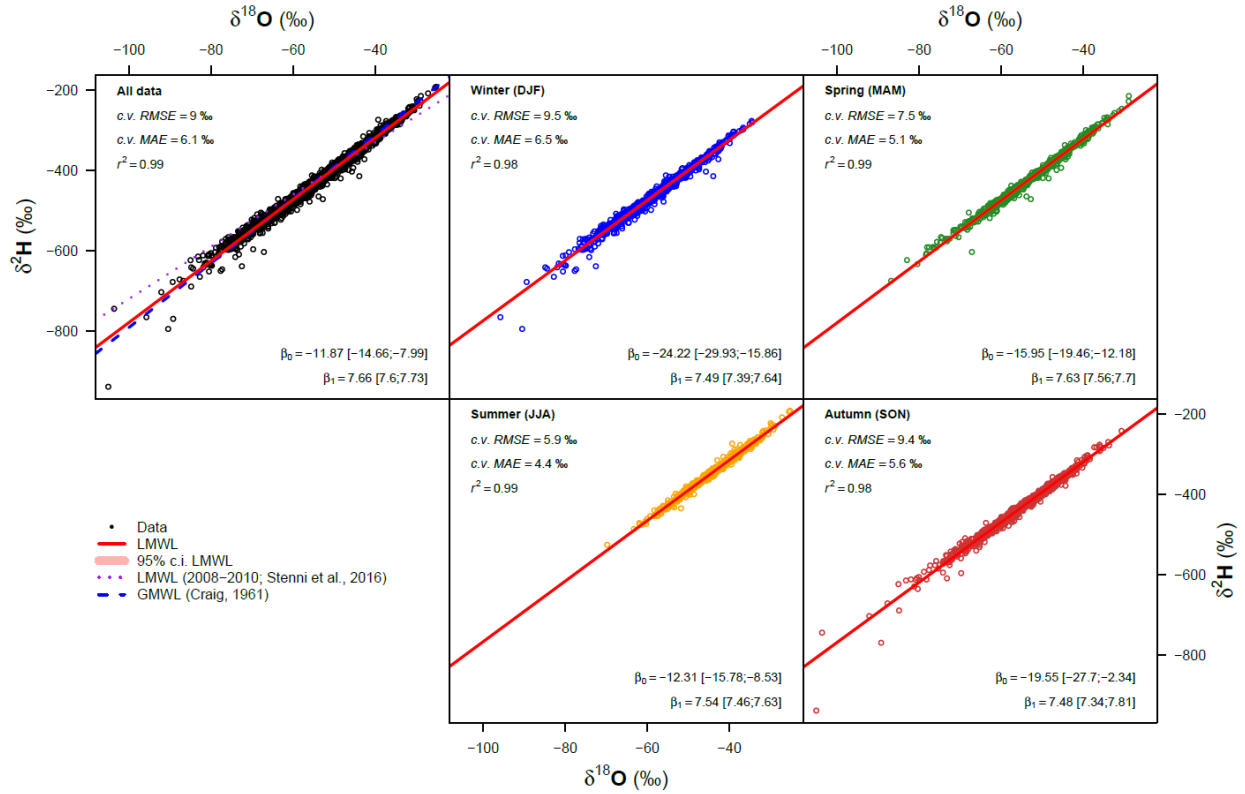 δ¹⁸O (‰)
δ¹⁸O (‰)
−100 −80 −60 −40
−100 −80 −60 −40
δ²H (‰)
−200
−400
−600
−800
All data
c.v. RMSE = 9 ‰
c.v. MAE = 6.1 ‰
r² = 0.99
β₀ = −11.87 [−14.66;−7.99]
β₁ = 7.66 [7.6;7.73]
Winter (DJF)
c.v. RMSE = 9.5 ‰
c.v. MAE = 6.5 ‰
r² = 0.98
β₀ = −24.22 [−29.93;−15.86]
β₁ = 7.49 [7.39;7.64]
Spring (MAM)
c.v. RMSE = 7.5 ‰
c.v. MAE = 5.1 ‰
r² = 0.99
β₀ = −15.95 [−19.46;−12.18]
β₁ = 7.63 [7.56;7.7]
Summer (JJA)
c.v. RMSE = 5.9 ‰
c.v. MAE = 4.4 ‰
r² = 0.99
β₀ = −12.31 [−15.78;−8.53]
β₁ = 7.54 [7.46;7.63]
Autumn (SON)
c.v. RMSE = 9.4 ‰
c.v. MAE = 5.6 ‰
r² = 0.98
β₀ = −19.55 [−27.7;−2.34]
β₁ = 7.48 [7.34;7.81]
−200
−400
−600
−800
δ²H (‰)
Data
LMWL
95% c.i. LMWL
LMWL (2008−2010; Stenni et al., 2016)
GMWL (Craig, 1961)
−100 −80 −60 −40
δ¹⁸O (‰)